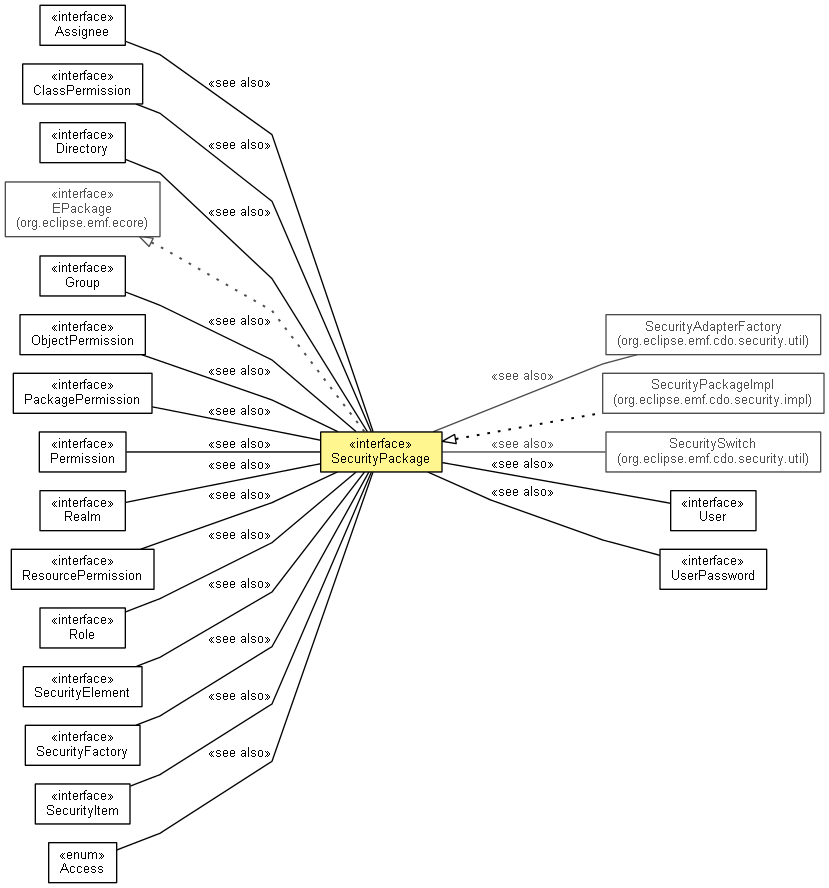 «interface»
Assignee
«interface»
ClassPermission
«interface»
Directory
«interface»
EPackage
(org.eclipse.emf.ecore)
«interface»
Group
«interface»
ObjectPermission
«interface»
PackagePermission
«interface»
Permission
«interface»
Realm
«interface»
ResourcePermission
«interface»
Role
«interface»
SecurityElement
«interface»
SecurityFactory
«interface»
SecurityItem
«enum»
Access
«see also»
«see also»
«see also»
«see also»
«see also»
«see also»
«see also»
«see also»
«see also»
«see also»
«see also»
«see also»
«see also»
«see also»
«interface»
SecurityPackage
«see also»
«see also»
«see also»
«see also»
SecurityAdapterFactory
(org.eclipse.emf.cdo.security.util)
SecurityPackageImpl
(org.eclipse.emf.cdo.security.impl)
SecuritySwitch
(org.eclipse.emf.cdo.security.util)
«interface»
User
«interface»
UserPassword